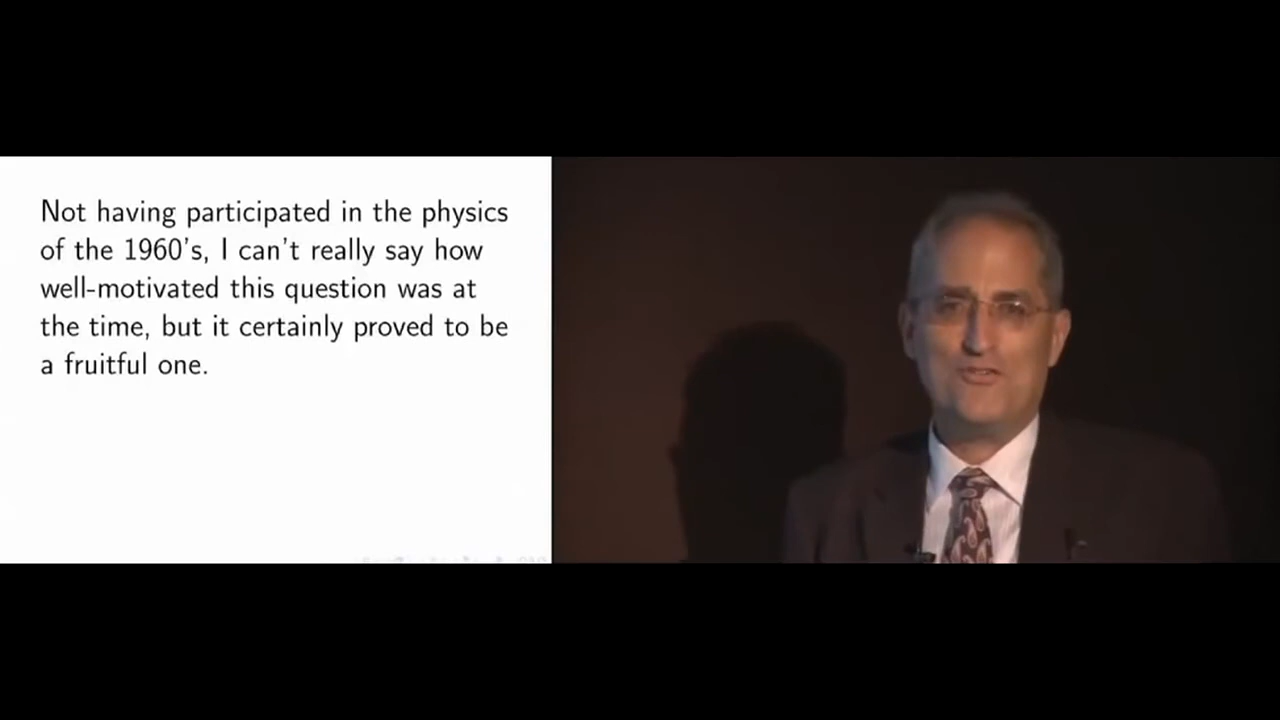 Not having participated in the physics
of the 1960's, I can't really say how
well-motivated this question was at
the time, but it certainly proved to be
a fruitful one.